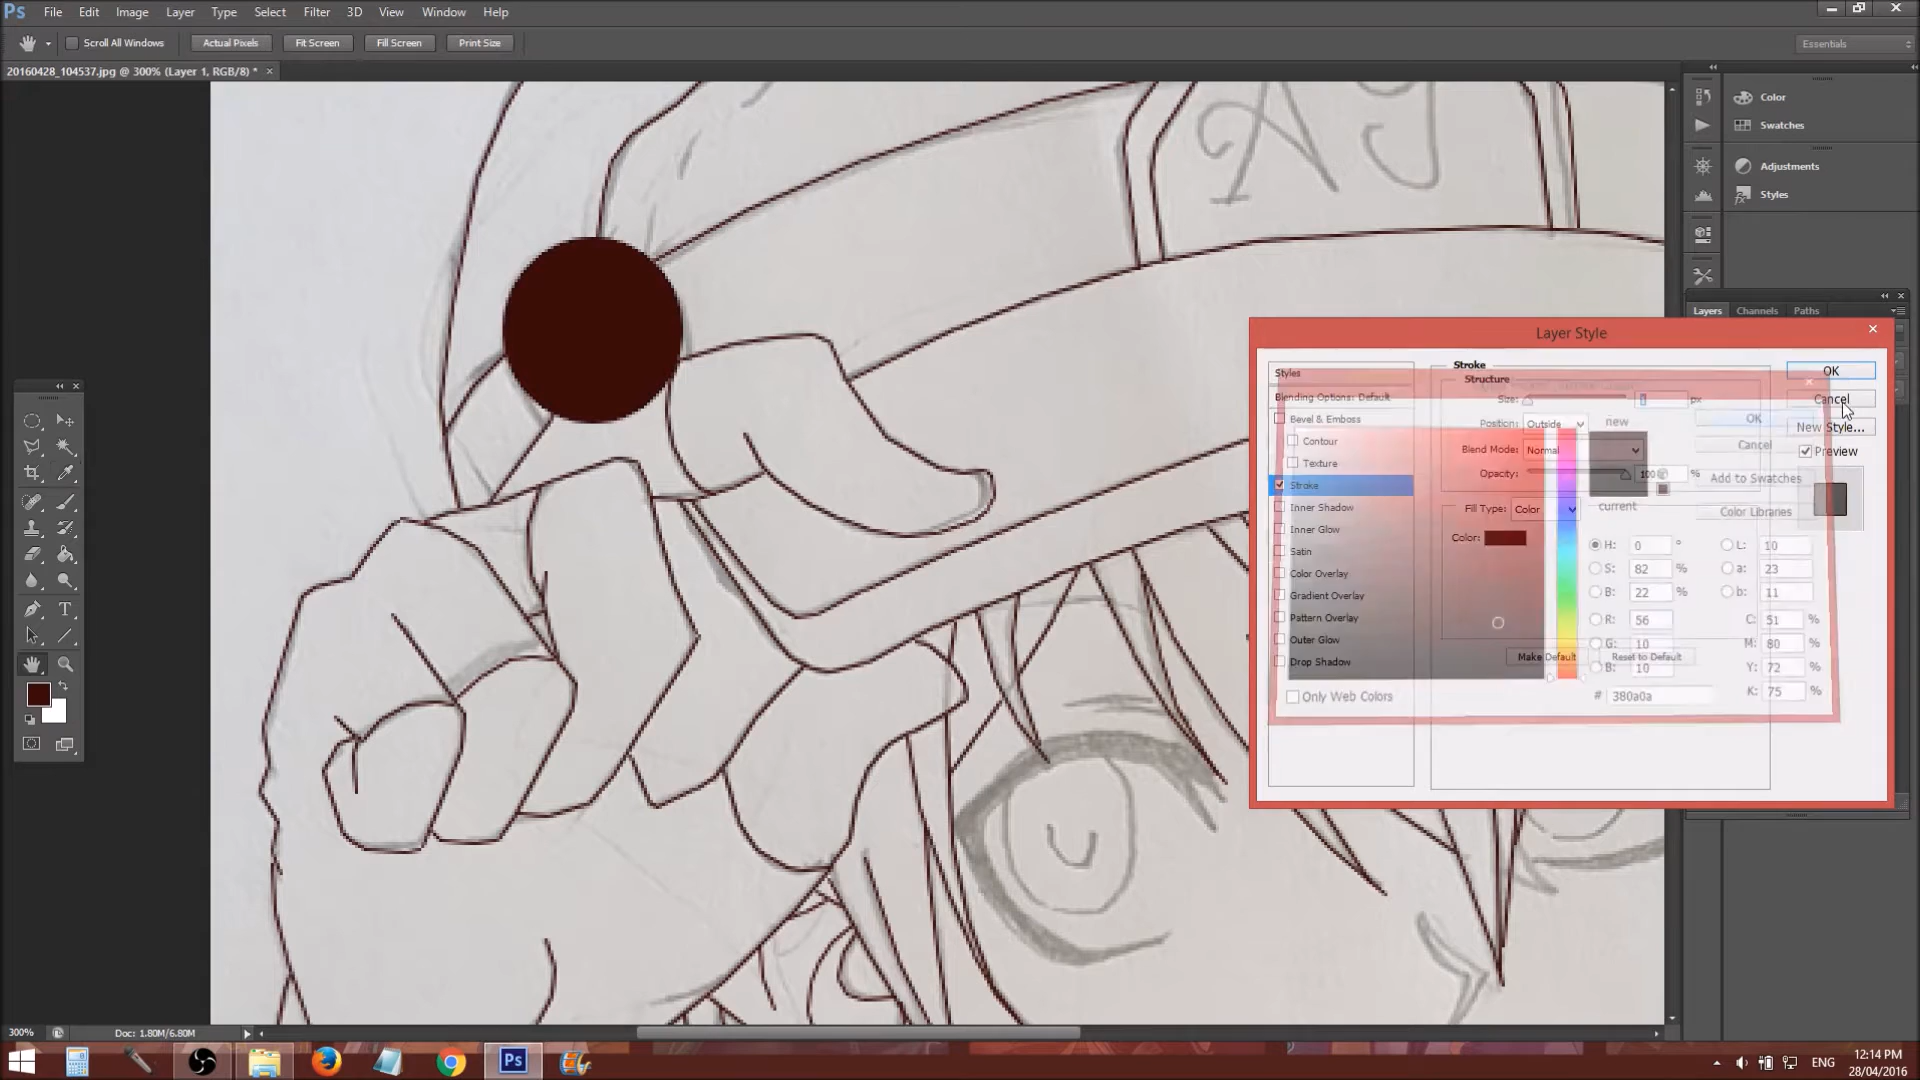 Ps File Edit Image Layer Type Select Filter 3D View Window Help
Scroll All Windows Actual Pixels Fit Screen Fill Screen Print Size Essentials
20160428_104537.jpg @ 300% (Layer 1, RGB/8) * ×
AJ
Color
Swatches
Adjustments
Styles
Layers Channels Paths
Layer Style
Styles
Blending Options: Default
Bevel & Emboss
Contour
Texture
Stroke
Inner Shadow
Inner Glow
Satin
Color Overlay
Gradient Overlay
Pattern Overlay
Outer Glow
Drop Shadow
Only Web Colors
Stroke
Structure
Size: px
Position: Outside
Blend Mode: Normal
Opacity: 100 %
Fill Type: Color
Color:
Make Default Reset to Default
new
current
H: 0 °
S: 82 %
B: 22 %
R: 56
G: 10
B: 10
# 380a0a
L: 10
a: 23
b: 11
C: 51 %
M: 80 %
Y: 72 %
K: 75 %
OK
Cancel
Add to Swatches
Color Libraries
OK
Cancel
New Style...
Preview
300% Doc: 1.80M/6.80M
Ps
ENG
12:14 PM
28/04/2016